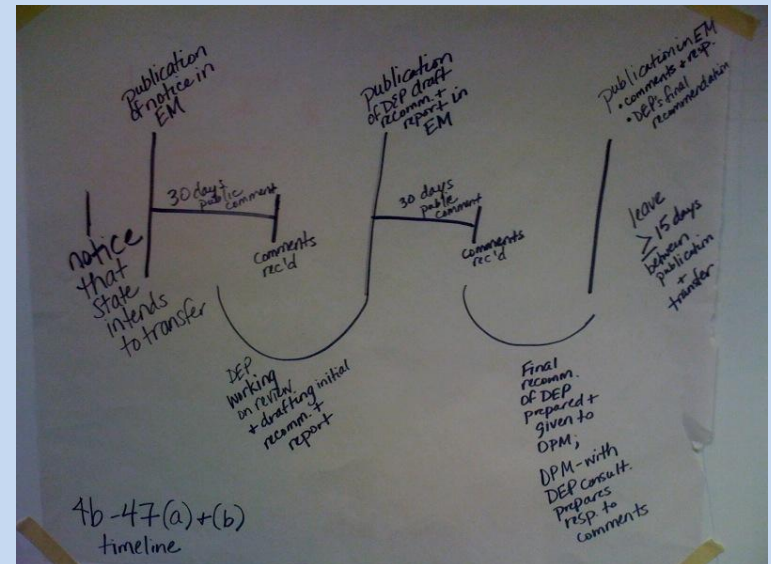 publication
of notice in
EM
publication
of DEP draft
recomm. +
report in
EM
publication in EM
• comments + resp.
• DEP's final
recommendation
30 days
public
comment
comments
rec'd
30 days
public
comment
comments
rec'd
leave
≥ 15 days
between
publication
+
transfer
notice
that
State
intends
to transfer
DEP
working
on review
+ drafting initial
recomm. +
report
Final
recomm.
of DEP
prepared +
given to
OPM;
OPM - with
DEP consult.
prepares
resp. to
comments
4b-47(a)+(b)
timeline